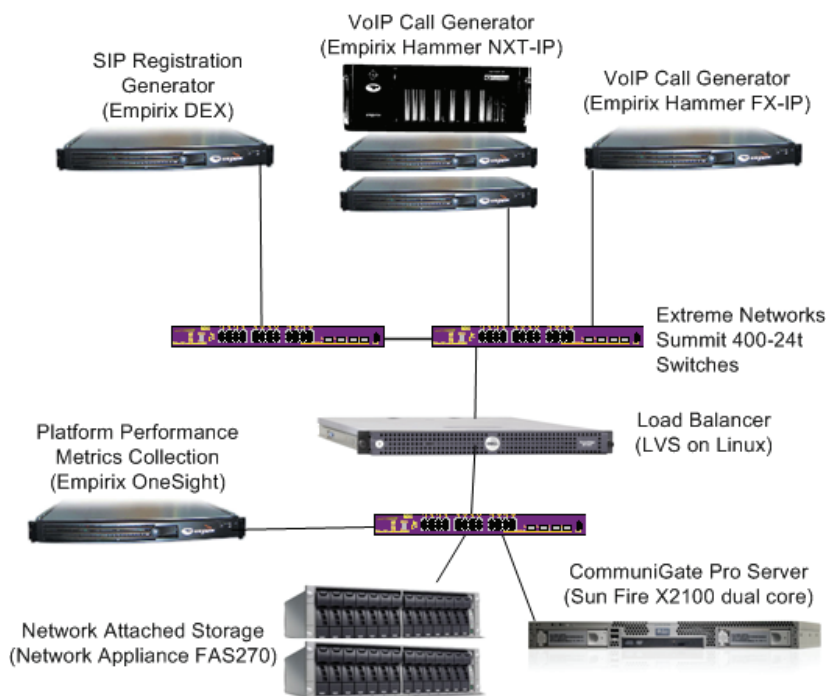 VoIP Call Generator
(Empirix Hammer NXT-IP)
SIP Registration
Generator
(Empirix DEX)
VoIP Call Generator
(Empirix Hammer FX-IP)
Extreme Networks
Summit 400-24t
Switches
Load Balancer
(LVS on Linux)
Platform Performance
Metrics Collection
(Empirix OneSight)
CommuniGate Pro Server
(Sun Fire X2100 dual core)
Network Attached Storage
(Network Appliance FAS270)